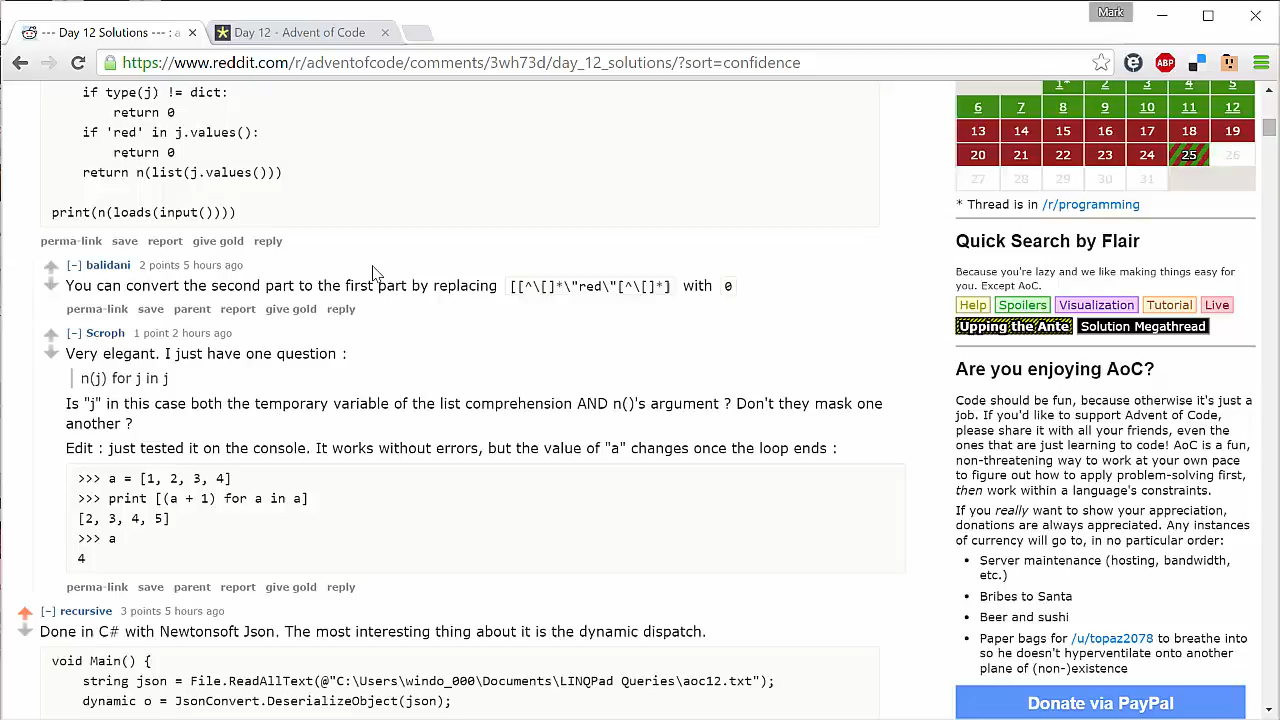 Mark
--- Day 12 Solutions --- : a
Day 12 - Advent of Code
https://www.reddit.com/r/adventofcode/comments/3wh73d/day_12_solutions/?sort=confidence
ABP
if type(j) != dict:
return 0
if 'red' in j.values():
return 0
return n(list(j.values()))
print(n(loads(input())))
perma-link save report give gold reply
[–] balidani 2 points 5 hours ago
You can convert the second part to the first part by replacing [[^\[]*\"red\"[^\[]*] with 0
perma-link save parent report give gold reply
[–] Scroph 1 point 2 hours ago
Very elegant. I just have one question :
n(j) for j in j
Is "j" in this case both the temporary variable of the list comprehension AND n()'s argument ? Don't they mask one
another ?
Edit : just tested it on the console. It works without errors, but the value of "a" changes once the loop ends :
>>> a = [1, 2, 3, 4]
>>> print [(a + 1) for a in a]
[2, 3, 4, 5]
>>> a
4
perma-link save parent report give gold reply
[–] recursive 3 points 5 hours ago
Done in C# with Newtonsoft Json. The most interesting thing about it is the dynamic dispatch.
void Main() {
string json = File.ReadAllText(@"C:\Users\windo_000\Documents\LINQPad Queries\aoc12.txt");
dynamic o = JsonConvert.DeserializeObject(json);
1* 2 3 4 5
6 7 8 9 10 11 12
13 14 15 16 17 18 19
20 21 22 23 24 25 26
27 28 29 30 31
* Thread is in /r/programming
Quick Search by Flair
Because you're lazy and we like making things easy for
you. Except AoC.
Help Spoilers Visualization Tutorial Live
Upping the Ante Solution Megathread
Are you enjoying AoC?
Code should be fun, because otherwise it's just a
job. If you'd like to support Advent of Code,
please share it with all your friends, even the
ones that are just learning to code! AoC is a fun,
non-threatening way to work at your own pace
to figure out how to apply problem-solving first,
then work within a language's constraints.
If you really want to show your appreciation,
donations are always appreciated. Any instances
of currency will go to, in no particular order:
• Server maintenance (hosting, bandwidth,
etc.)
• Bribes to Santa
• Beer and sushi
• Paper bags for /u/topaz2078 to breathe into
so he doesn't hyperventilate onto another
plane of (non-)existence
Donate via PayPal